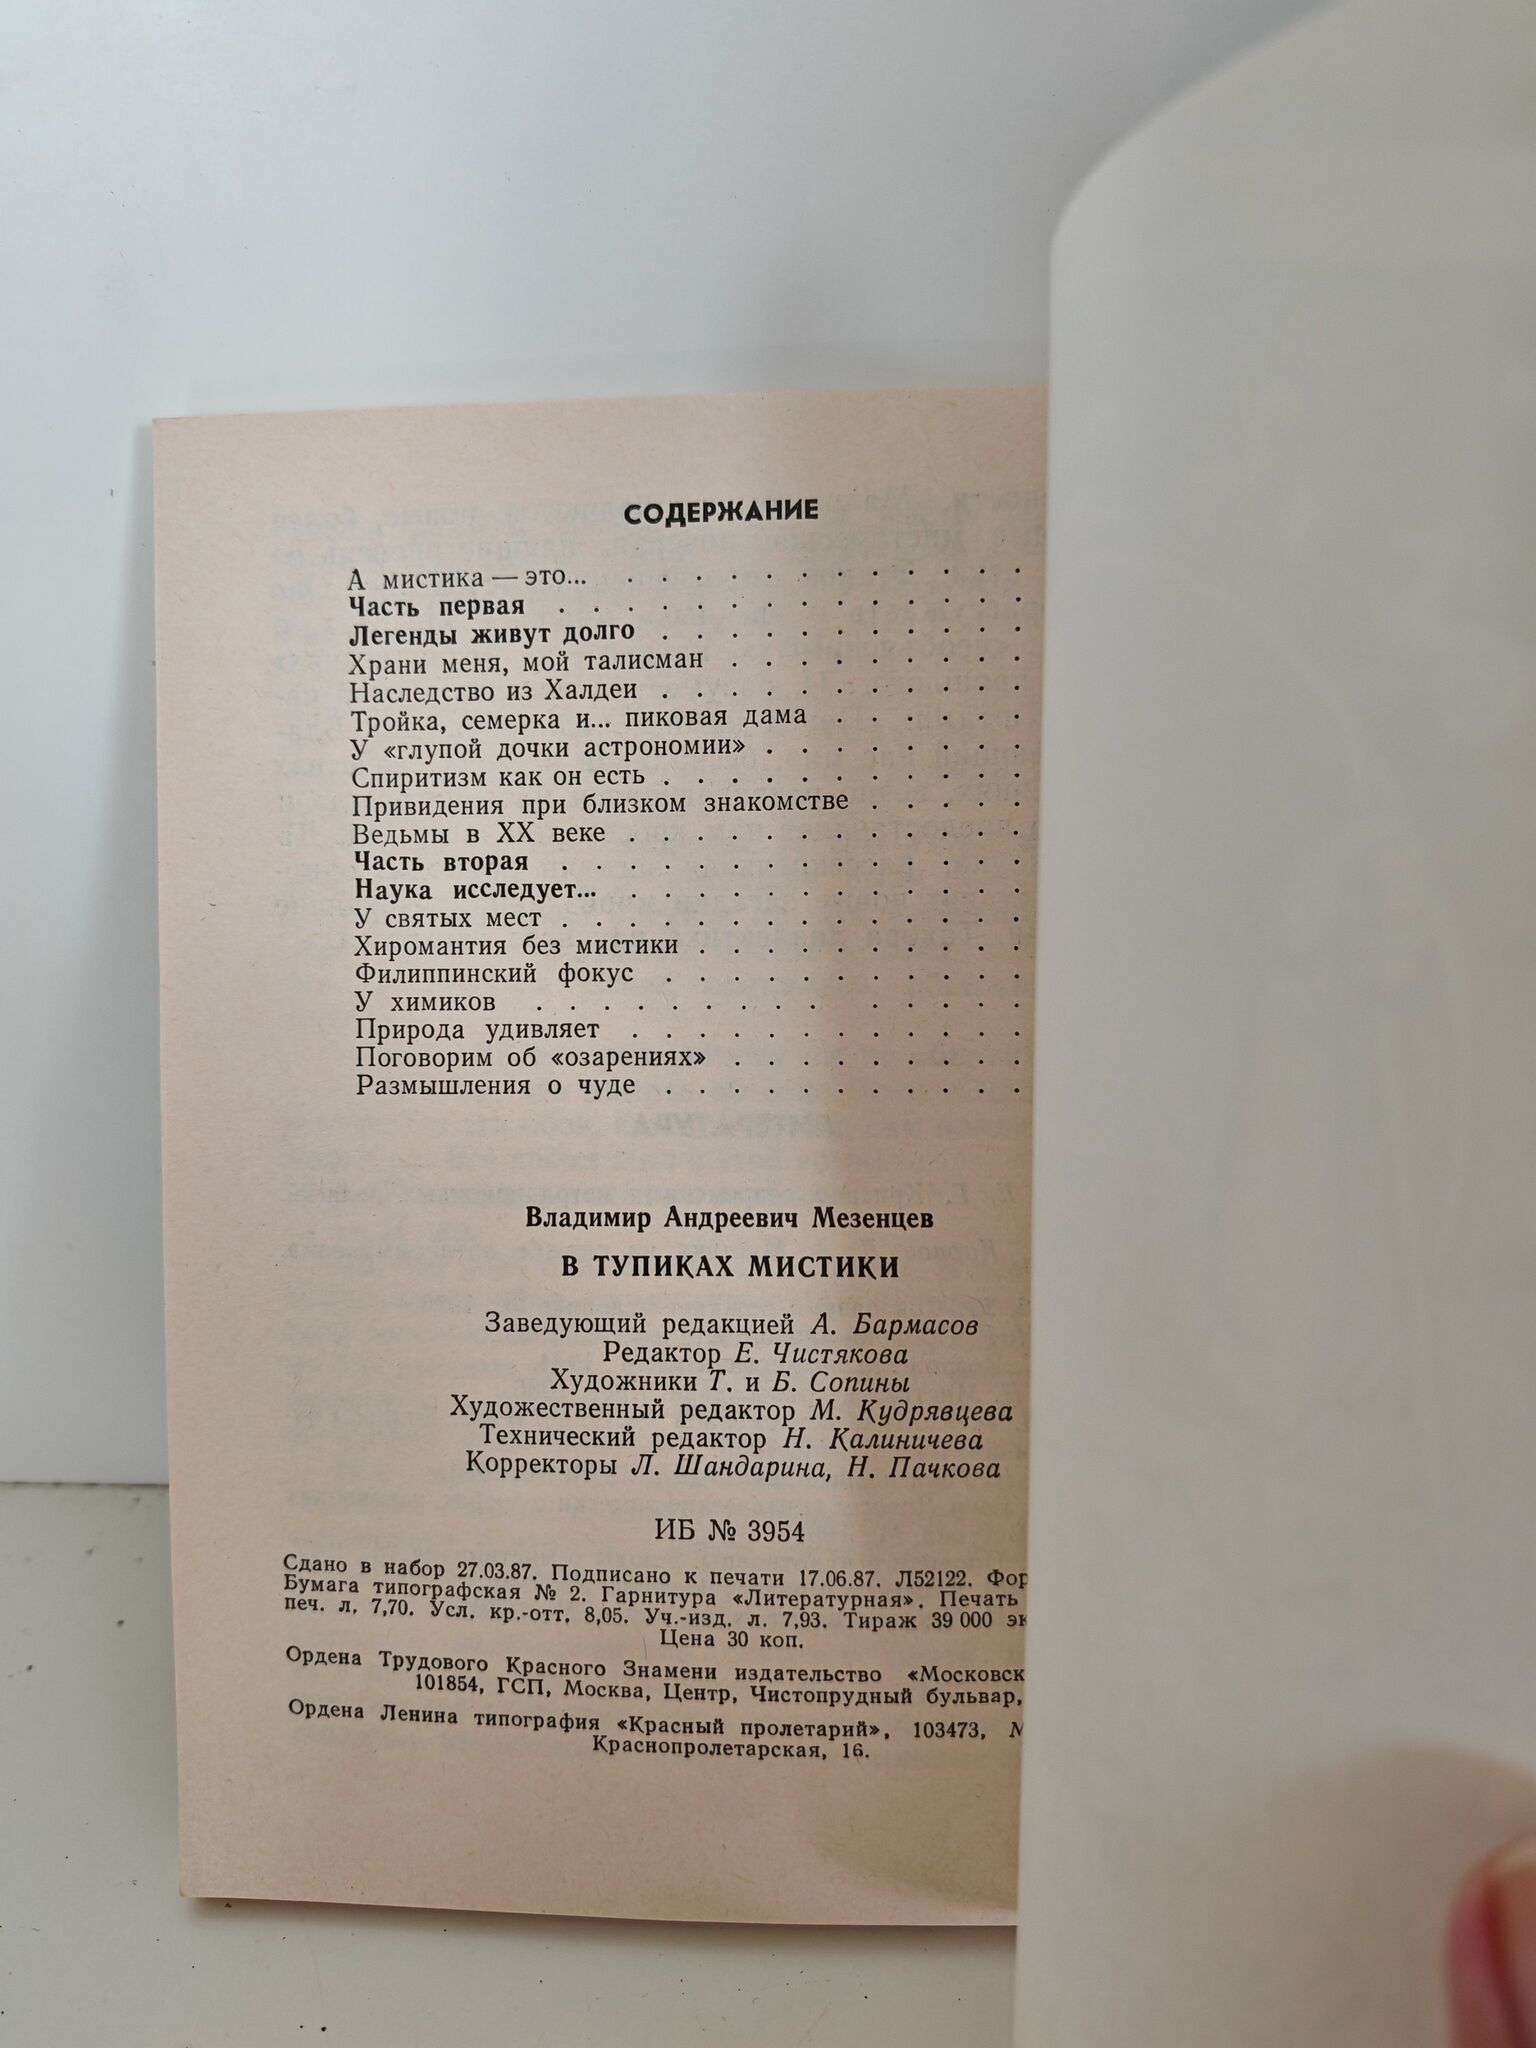 СОДЕРЖАНИЕ
А мистика — это... . . . . . . . . . . . .
Часть первая . . . . . . . . . . . . . .
Легенды живут долго . . . . . . . . . . .
Храни меня, мой талисман . . . . . . . . .
Наследство из Халдеи . . . . . . . . . . .
Тройка, семерка и... пиковая дама . . . . . .
У «глупой дочки астрономии» . . . . . . . .
Спиритизм как он есть . . . . . . . . . . .
Привидения при близком знакомстве . . . . .
Ведьмы в XX веке . . . . . . . . . . . .
Часть вторая . . . . . . . . . . . . . .
Наука исследует... . . . . . . . . . . . .
У святых мест . . . . . . . . . . . . . .
Хиромантия без мистики . . . . . . . . . .
Филиппинский фокус . . . . . . . . . . .
У химиков . . . . . . . . . . . . . . .
Природа удивляет . . . . . . . . . . . .
Поговорим об «озарениях» . . . . . . . . .
Размышления о чуде . . . . . . . . . . .
Владимир Андреевич Мезенцев
В ТУПИКАХ МИСТИКИ
Заведующий редакцией А. Бармасов
Редактор Е. Чистякова
Художники Т. и Б. Сопины
Художественный редактор М. Кудрявцева
Технический редактор Н. Калиничева
Корректоры Л. Шандарина, Н. Пачкова
ИБ № 3954
Сдано в набор 27.03.87. Подписано к печати 17.06.87. Л52122. Фор
Бумага типографская № 2. Гарнитура «Литературная». Печать
печ. л. 7,70. Усл. кр.-отт. 8,05. Уч.-изд. л. 7,93. Тираж 39 000 эк
Цена 30 коп.
Ордена Трудового Красного Знамени издательство «Московск
101854, ГСП, Москва, Центр, Чистопрудный бульвар,
Ордена Ленина типография «Красный пролетарий», 103473, М
Краснопролетарская, 16.